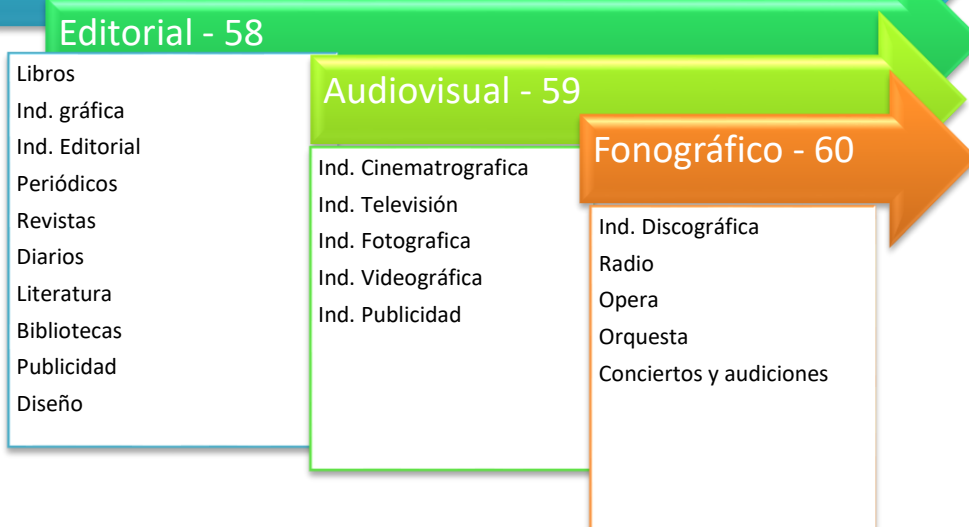 Editorial - 58
Libros
Ind. gráfica
Ind. Editorial
Periódicos
Revistas
Diarios
Literatura
Bibliotecas
Publicidad
Diseño
Audiovisual - 59
Ind. Cinematrografica
Ind. Televisión
Ind. Fotografica
Ind. Videográfica
Ind. Publicidad
Fonográfico - 60
Ind. Discográfica
Radio
Opera
Orquesta
Conciertos y audiciones